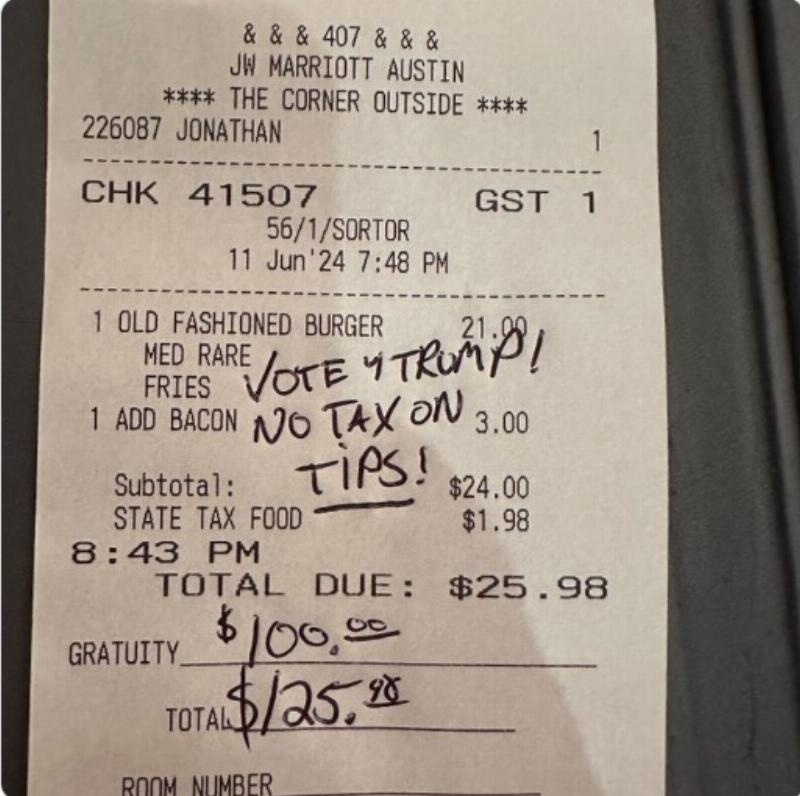 & & & 407 & & &
JW MARRIOTT AUSTIN
**** THE CORNER OUTSIDE ****
226087 JONATHAN 1
CHK 41507 GST 1
56/1/SORTOR
11 Jun'24 7:48 PM
1 OLD FASHIONED BURGER 21.00
MED RARE
FRIES
VOTE 4 TRUMP!
1 ADD BACON 3.00
NO TAX ON
TIPS!
Subtotal: $24.00
STATE TAX FOOD $1.98
8:43 PM
TOTAL DUE: $25.98
GRATUITY $100.00
TOTAL $125.98
ROOM NUMBER